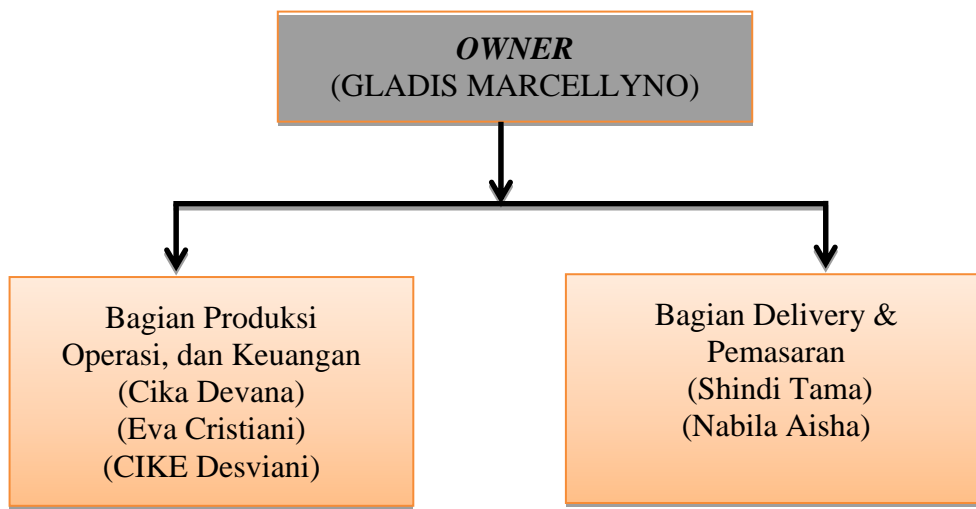 OWNER
(GLADIS MARCELLYNO)
Bagian Produksi
Operasi, dan Keuangan
(Cika Devana)
(Eva Cristiani)
(CIKE Desviani)
Bagian Delivery &
Pemasaran
(Shindi Tama)
(Nabila Aisha)